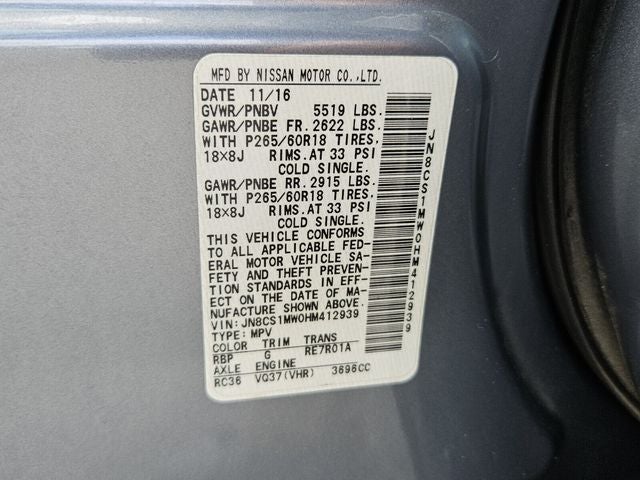 MFD BY NISSAN MOTOR CO.,LTD.
DATE 11/16
GVWR/PNBV 5519 LBS.
GAWR/PNBE FR. 2622 LBS.
WITH P265/60R18 TIRES,
18×8J RIMS.AT 33 PSI
COLD SINGLE.
GAWR/PNBE RR. 2915 LBS.
WITH P265/60R18 TIRES,
18×8J RIMS.AT 33 PSI
COLD SINGLE.
THIS VEHICLE CONFORMS
TO ALL APPLICABLE FED-
ERAL MOTOR VEHICLE SA-
FETY AND THEFT PREVEN-
TION STANDARDS IN EFF-
ECT ON THE DATE OF MA-
NUFACTURE SHOWN ABOVE.
VIN: JN8CS1MW0HM412939
TYPE: MPV
COLOR TRIM TRANS
RBP G RE7R01A
AXLE ENGINE
RC36 VQ37(VHR) 3696CC
JN8CS1MW0HM412939